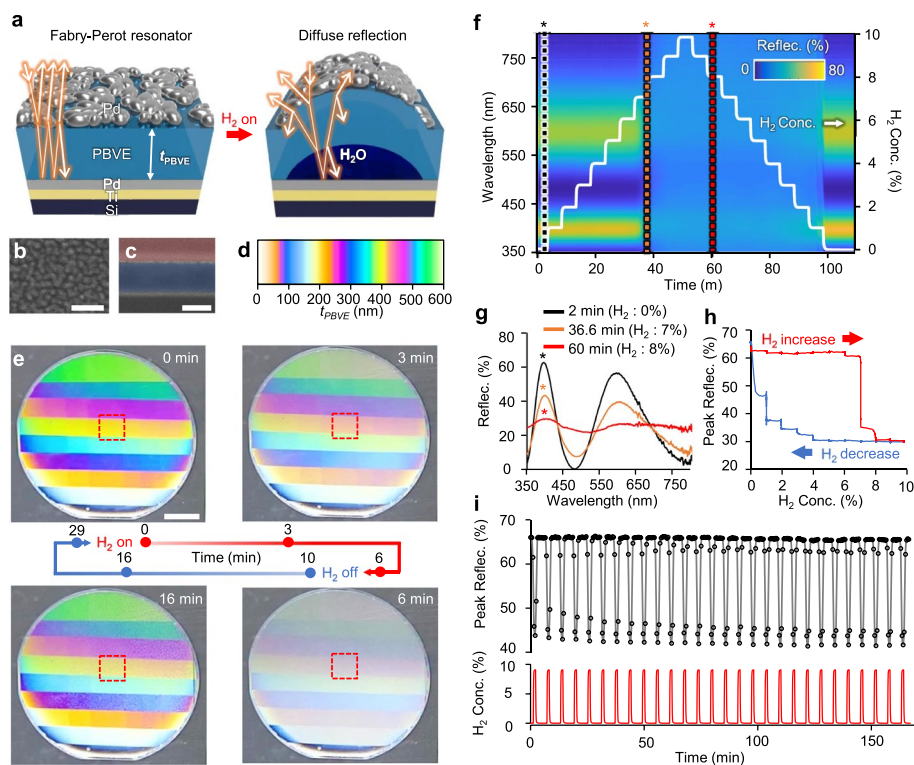 a
Fabry-Perot resonator
Diffuse reflection
Pd
PBVE
t_PBVE
H₂ on
H₂O
Pd
Ti
Si
b
c
d
0 100 200 300 400 500 600
t_PBVE (nm)
e
0 min
3 min
29
H₂ on
0
3
Time (min)
16
10
H₂ off
6
16 min
6 min
f
* * *
Reflec. (%)
0 80
H₂ Conc.
Wavelength (nm)
750
650
550
450
350
H₂ Conc. (%)
10
8
6
4
2
0
0 20 40 60 80 100
Time (m)
g
2 min (H₂ : 0%)
36.6 min (H₂ : 7%)
60 min (H₂ : 8%)
Reflec. (%)
80
60
40
20
0
*
*
*
350 450 550 650 750
Wavelength (nm)
h
Peak Reflec. (%)
70
60
50
40
30
20
H₂ increase
H₂ decrease
0 2 4 6 8 10
H₂ Conc. (%)
i
Peak Reflec. (%)
70
60
50
40
H₂ Conc. (%)
10
5
0
0 50 100 150
Time (min)